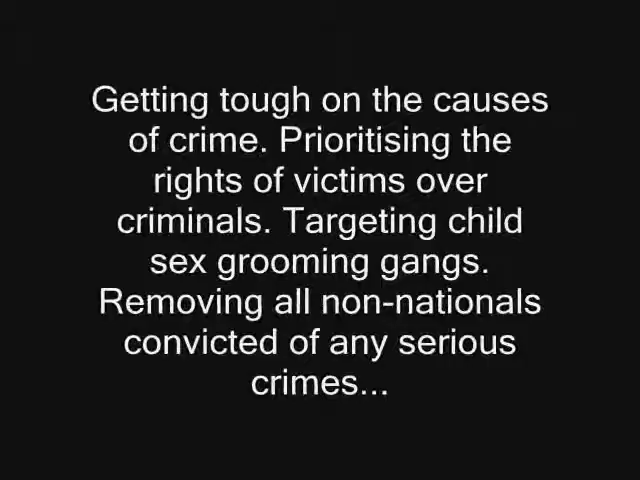 Getting tough on the causes
of crime. Prioritising the
rights of victims over
criminals. Targeting child
sex grooming gangs.
Removing all non-nationals
convicted of any serious
crimes...